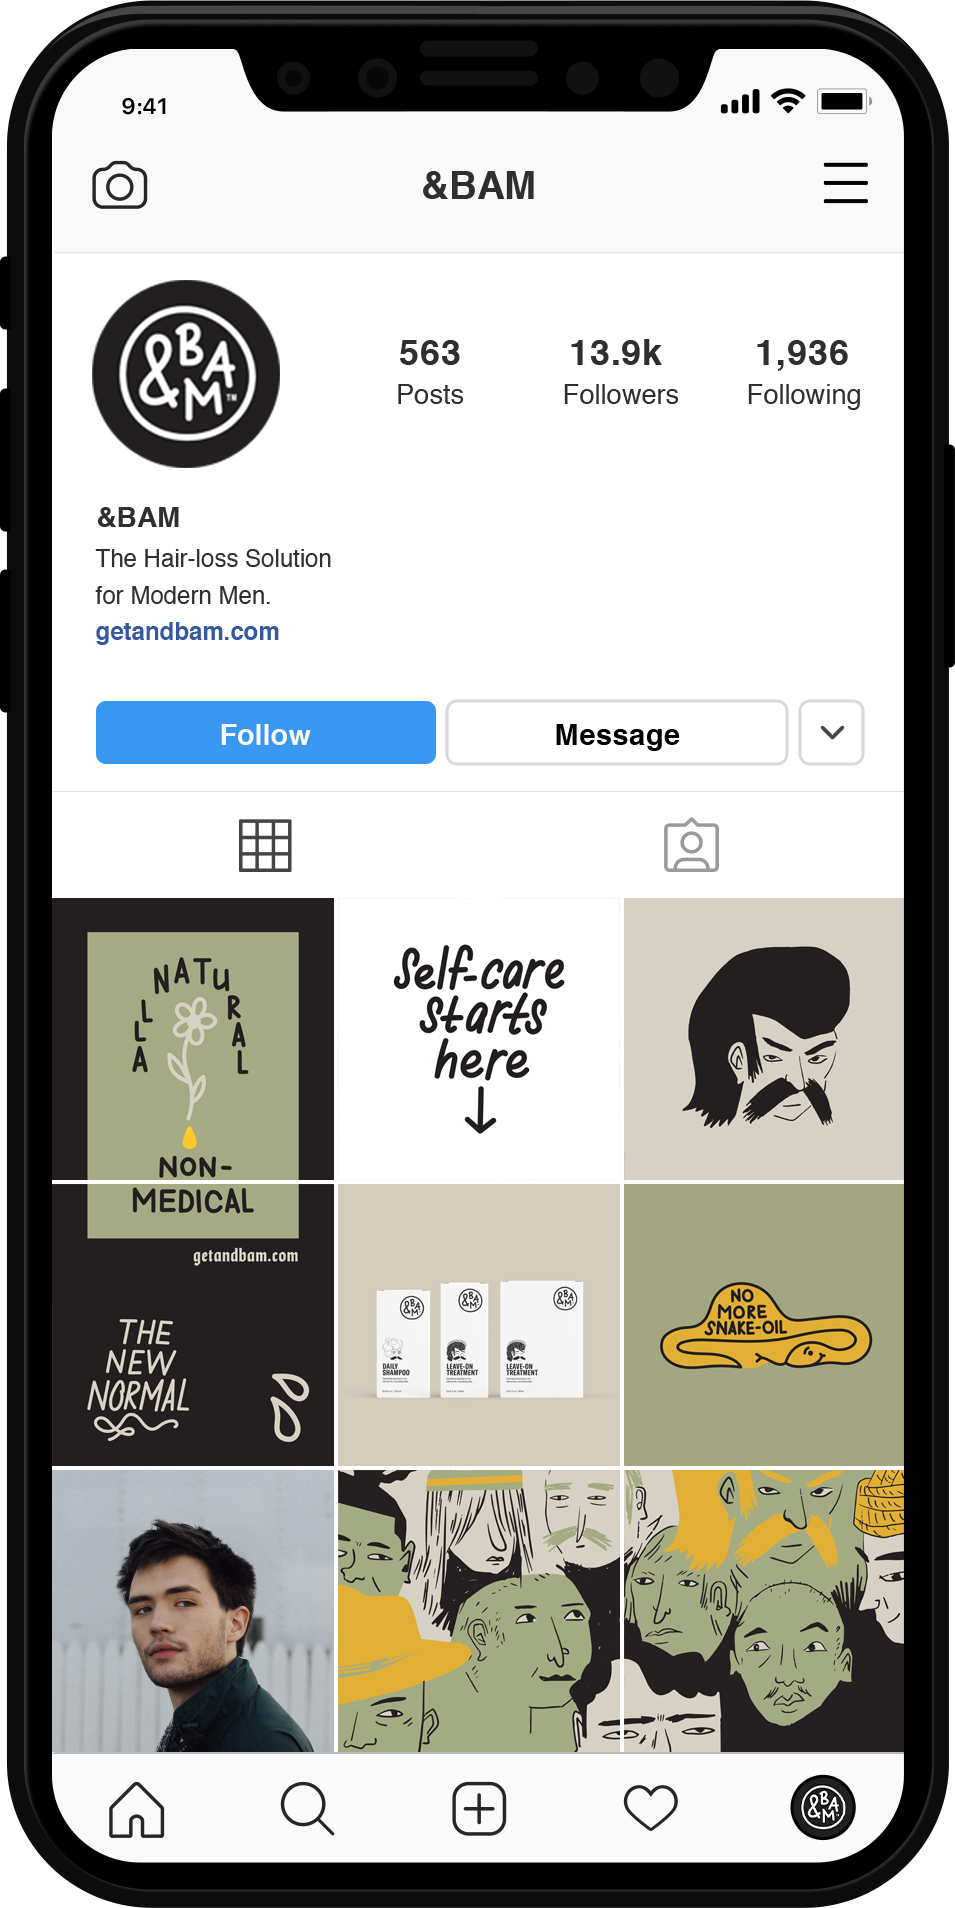 9:41
&BAM
&BAM™
563
Posts
13.9k
Followers
1,936
Following
&BAM
The Hair-loss Solution
for Modern Men.
getandbam.com
Follow
Message
ALL NATURAL
NON-
MEDICAL
getandbam.com
Self-care
starts
here
THE
NEW
NORMAL
&BAM
DAILY
SHAMPOO
&BAM
LEAVE-ON
TREATMENT
&BAM
LEAVE-ON
TREATMENT
NO
MORE
SNAKE-OIL
&BAM